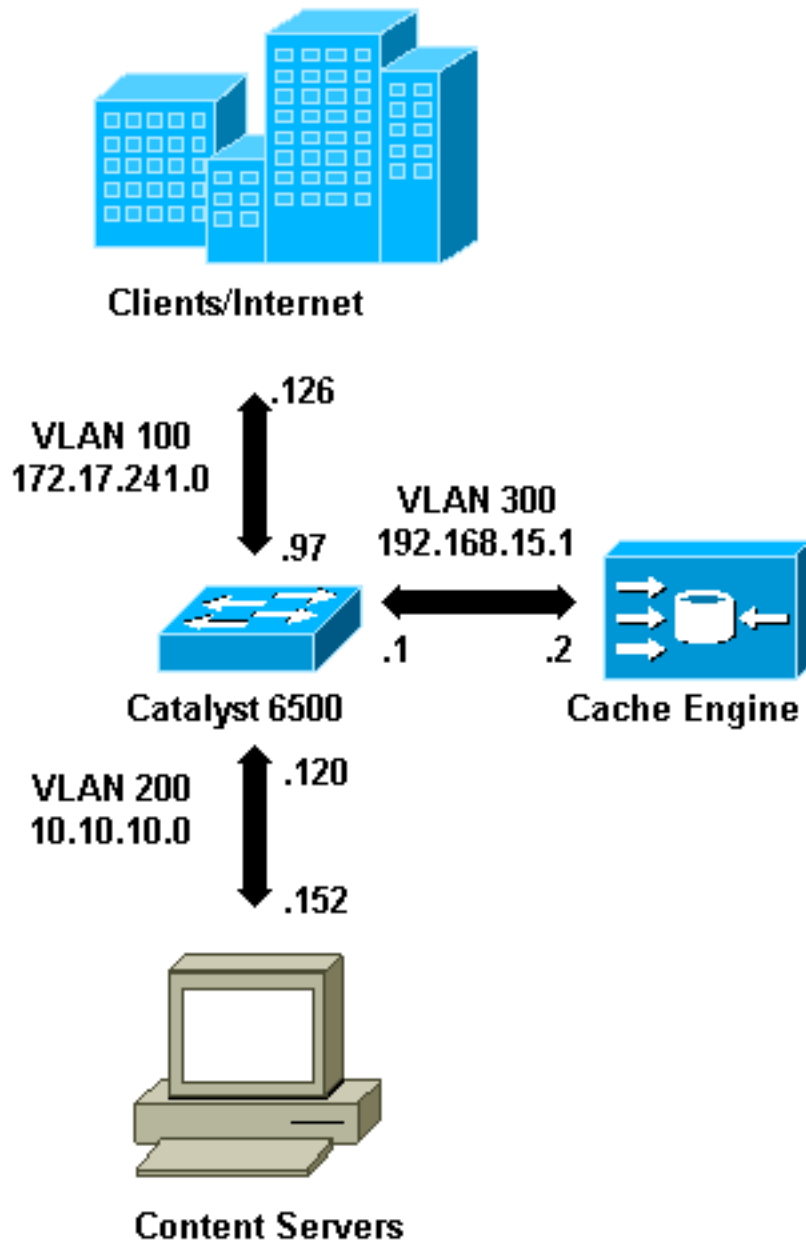 Clients/Internet
.126
VLAN 100
172.17.241.0
.97
VLAN 300
192.168.15.1
.1
.2
Catalyst 6500
Cache Engine
.120
VLAN 200
10.10.10.0
.152
Content Servers